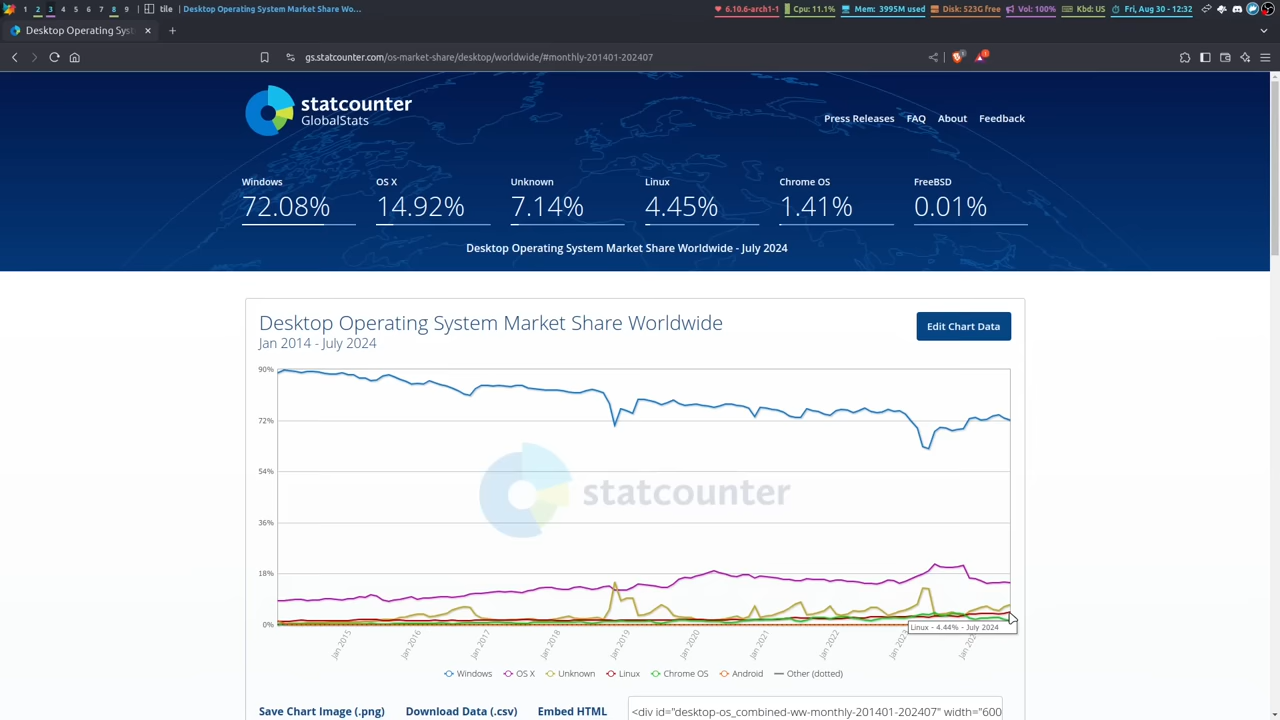 1 2 3 4 5 6 7 8 9 tile Desktop Operating System Market Share Wo... 6.10.6-arch1-1 Cpu: 11.1% Mem: 3995M used Disk: 523G free Vol: 100% Kbd: US Fri, Aug 30 - 12:32
Desktop Operating Sys
gs.statcounter.com/os-market-share/desktop/worldwide/#monthly-201401-202407
statcounter
GlobalStats
Press Releases FAQ About Feedback
Windows OS X Unknown Linux Chrome OS FreeBSD
72.08% 14.92% 7.14% 4.45% 1.41% 0.01%
Desktop Operating System Market Share Worldwide - July 2024
Desktop Operating System Market Share Worldwide
Edit Chart Data
Jan 2014 - July 2024
90%
72%
54%
statcounter
36%
18%
0%
Linux - 4.44% - July 2024
Jan 2015 Jan 2016 Jan 2017 Jan 2018 Jan 2019 Jan 2020 Jan 2021 Jan 2022 Jan 2023
Windows OS X Unknown Linux Chrome OS Android Other (dotted)
Save Chart Image (.png) Download Data (.csv) Embed HTML <div id="desktop-os_combined-ww-monthly-201401-202407" width="600